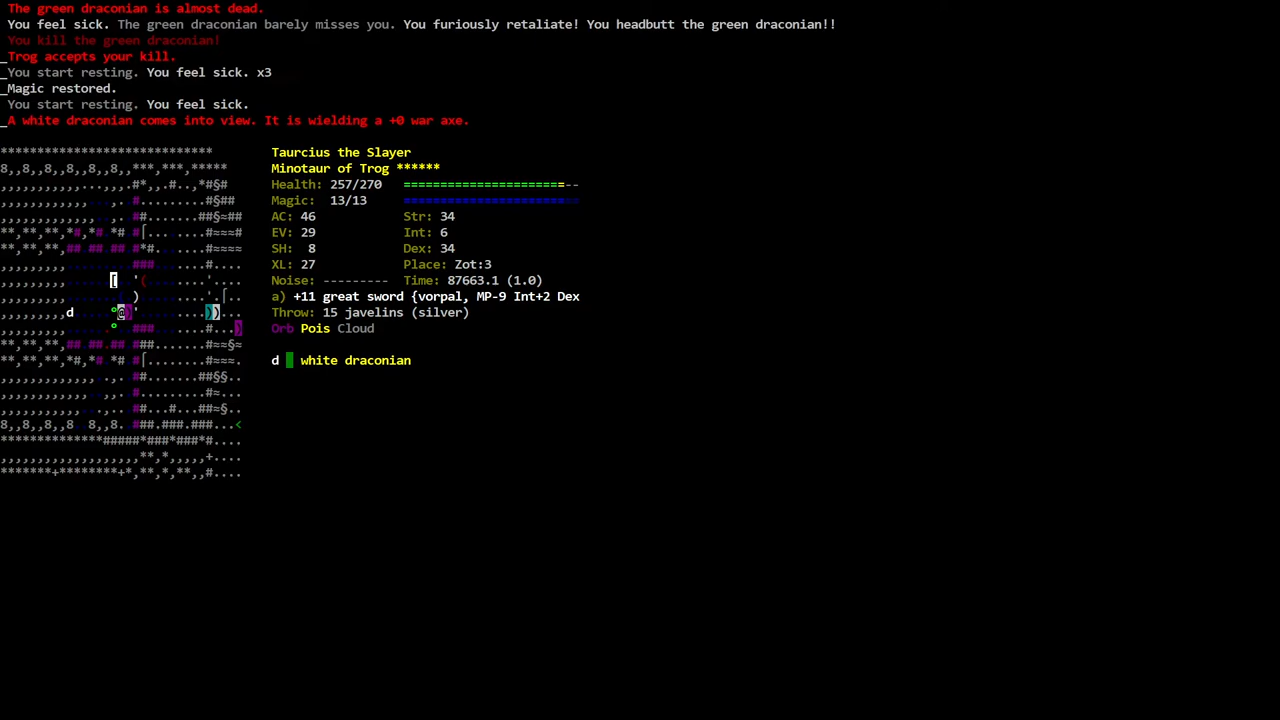 The green draconian is almost dead.
You feel sick. The green draconian barely misses you. You furiously retaliate! You headbutt the green draconian!!
You kill the green draconian!
_Trog accepts your kill.
_You start resting. You feel sick. x3
_Magic restored.
You start resting. You feel sick.
_A white draconian comes into view. It is wielding a +0 war axe.
Taurcius the Slayer
Minotaur of Trog ******
Health: 257/270 ======================--
Magic: 13/13 ========================
AC: 46 Str: 34
EV: 29 Int: 6
SH: 8 Dex: 34
XL: 27 Place: Zot:3
Noise: --------- Time: 87663.1 (1.0)
a) +11 great sword {vorpal, MP-9 Int+2 Dex
Throw: 15 javelins (silver)
Orb Pois Cloud
d white draconian